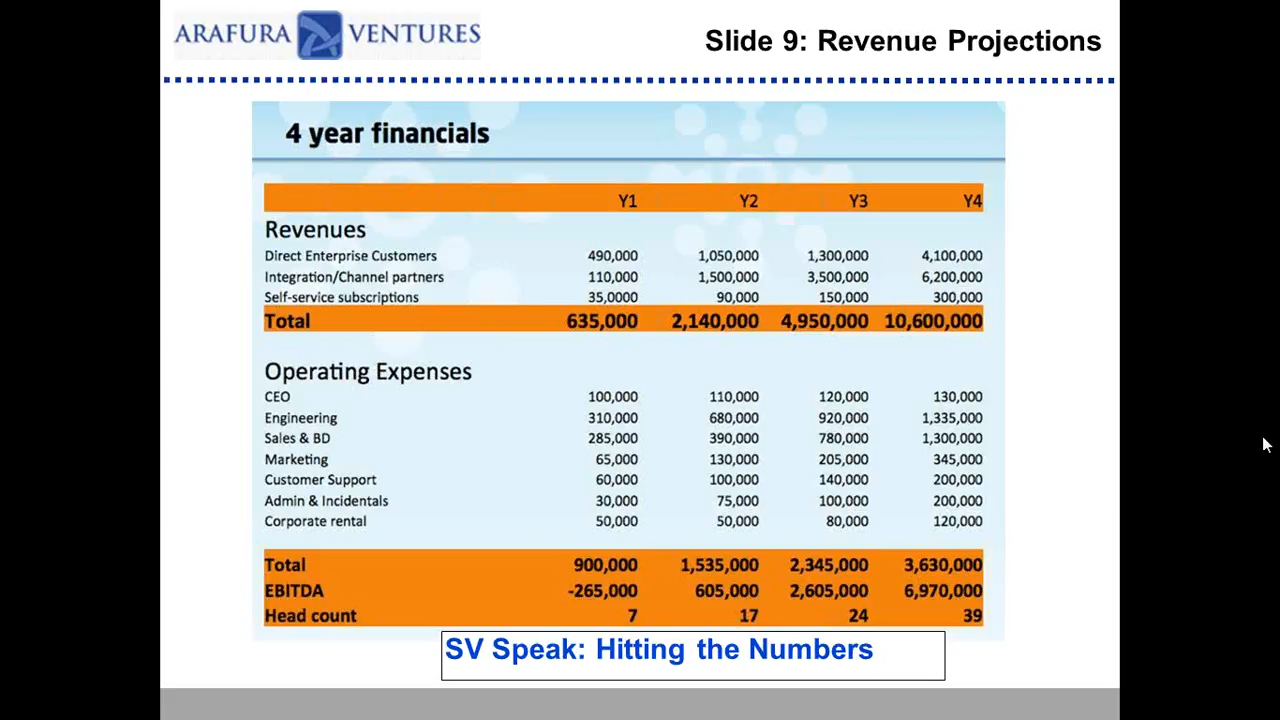 ARAFURA VENTURES
Slide 9: Revenue Projections
4 year financials
Y1 Y2 Y3 Y4
Revenues
Direct Enterprise Customers 490,000 1,050,000 1,300,000 4,100,000
Integration/Channel partners 110,000 1,500,000 3,500,000 6,200,000
Self-service subscriptions 35,0000 90,000 150,000 300,000
Total 635,000 2,140,000 4,950,000 10,600,000
Operating Expenses
CEO 100,000 110,000 120,000 130,000
Engineering 310,000 680,000 920,000 1,335,000
Sales & BD 285,000 390,000 780,000 1,300,000
Marketing 65,000 130,000 205,000 345,000
Customer Support 60,000 100,000 140,000 200,000
Admin & Incidentals 30,000 75,000 100,000 200,000
Corporate rental 50,000 50,000 80,000 120,000
Total 900,000 1,535,000 2,345,000 3,630,000
EBITDA -265,000 605,000 2,605,000 6,970,000
Head count 7 17 24 39
SV Speak: Hitting the Numbers